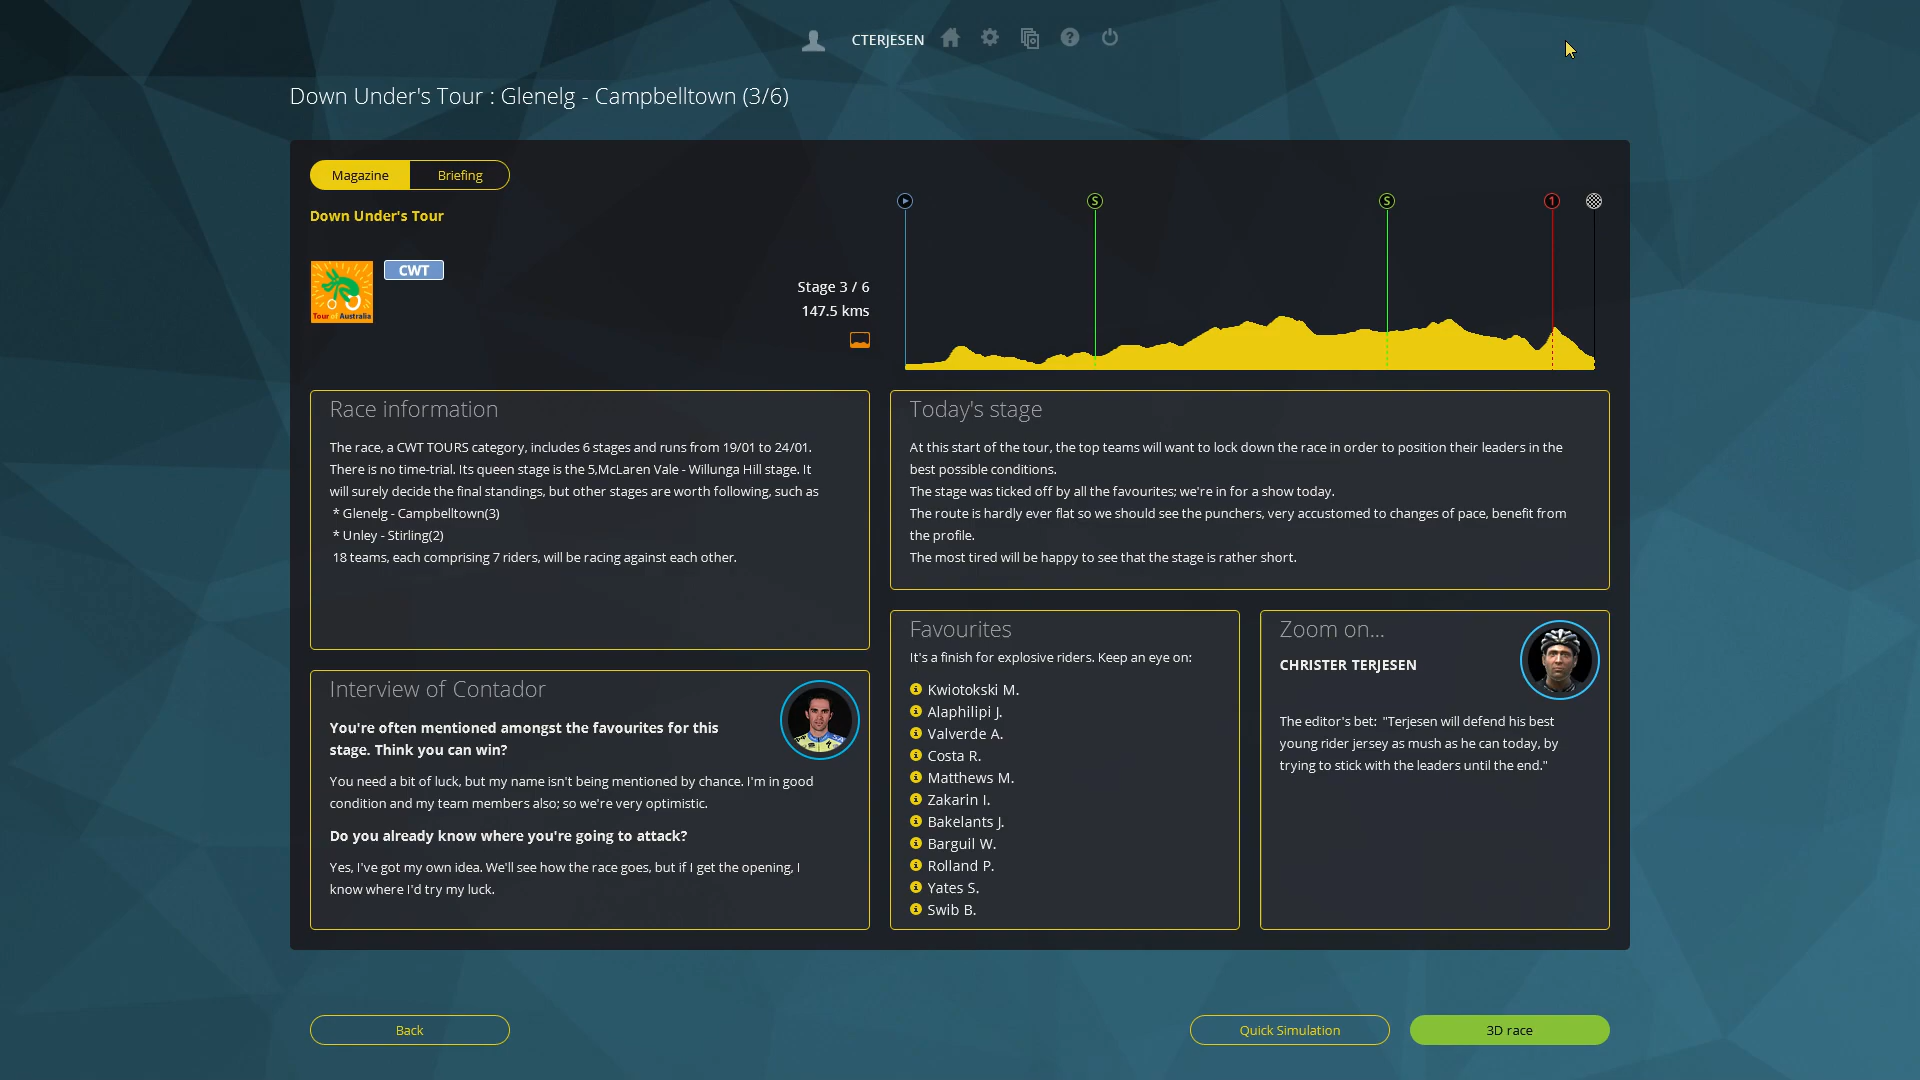 CTERJESEN
Down Under's Tour : Glenelg - Campbelltown (3/6)
Magazine
Briefing
Down Under's Tour
CWT
Tour of Australia
Stage 3 / 6
147.5 kms
S
S
1
Race information
The race, a CWT TOURS category, includes 6 stages and runs from 19/01 to 24/01.
There is no time-trial. Its queen stage is the 5,McLaren Vale - Willunga Hill stage. It
will surely decide the final standings, but other stages are worth following, such as
* Glenelg - Campbelltown(3)
* Unley - Stirling(2)
18 teams, each comprising 7 riders, will be racing against each other.
Today's stage
At this start of the tour, the top teams will want to lock down the race in order to position their leaders in the
best possible conditions.
The stage was ticked off by all the favourites; we're in for a show today.
The route is hardly ever flat so we should see the punchers, very accustomed to changes of pace, benefit from
the profile.
The most tired will be happy to see that the stage is rather short.
Interview of Contador
You're often mentioned amongst the favourites for this
stage. Think you can win?
You need a bit of luck, but my name isn't being mentioned by chance. I'm in good
condition and my team members also; so we're very optimistic.
Do you already know where you're going to attack?
Yes, I've got my own idea. We'll see how the race goes, but if I get the opening, I
know where I'd try my luck.
Favourites
It's a finish for explosive riders. Keep an eye on:
Kwiotokski M.
Alaphilipi J.
Valverde A.
Costa R.
Matthews M.
Zakarin I.
Bakelants J.
Barguil W.
Rolland P.
Yates S.
Swib B.
Zoom on...
CHRISTER TERJESEN
The editor's bet: "Terjesen will defend his best
young rider jersey as mush as he can today, by
trying to stick with the leaders until the end."
Back
Quick Simulation
3D race